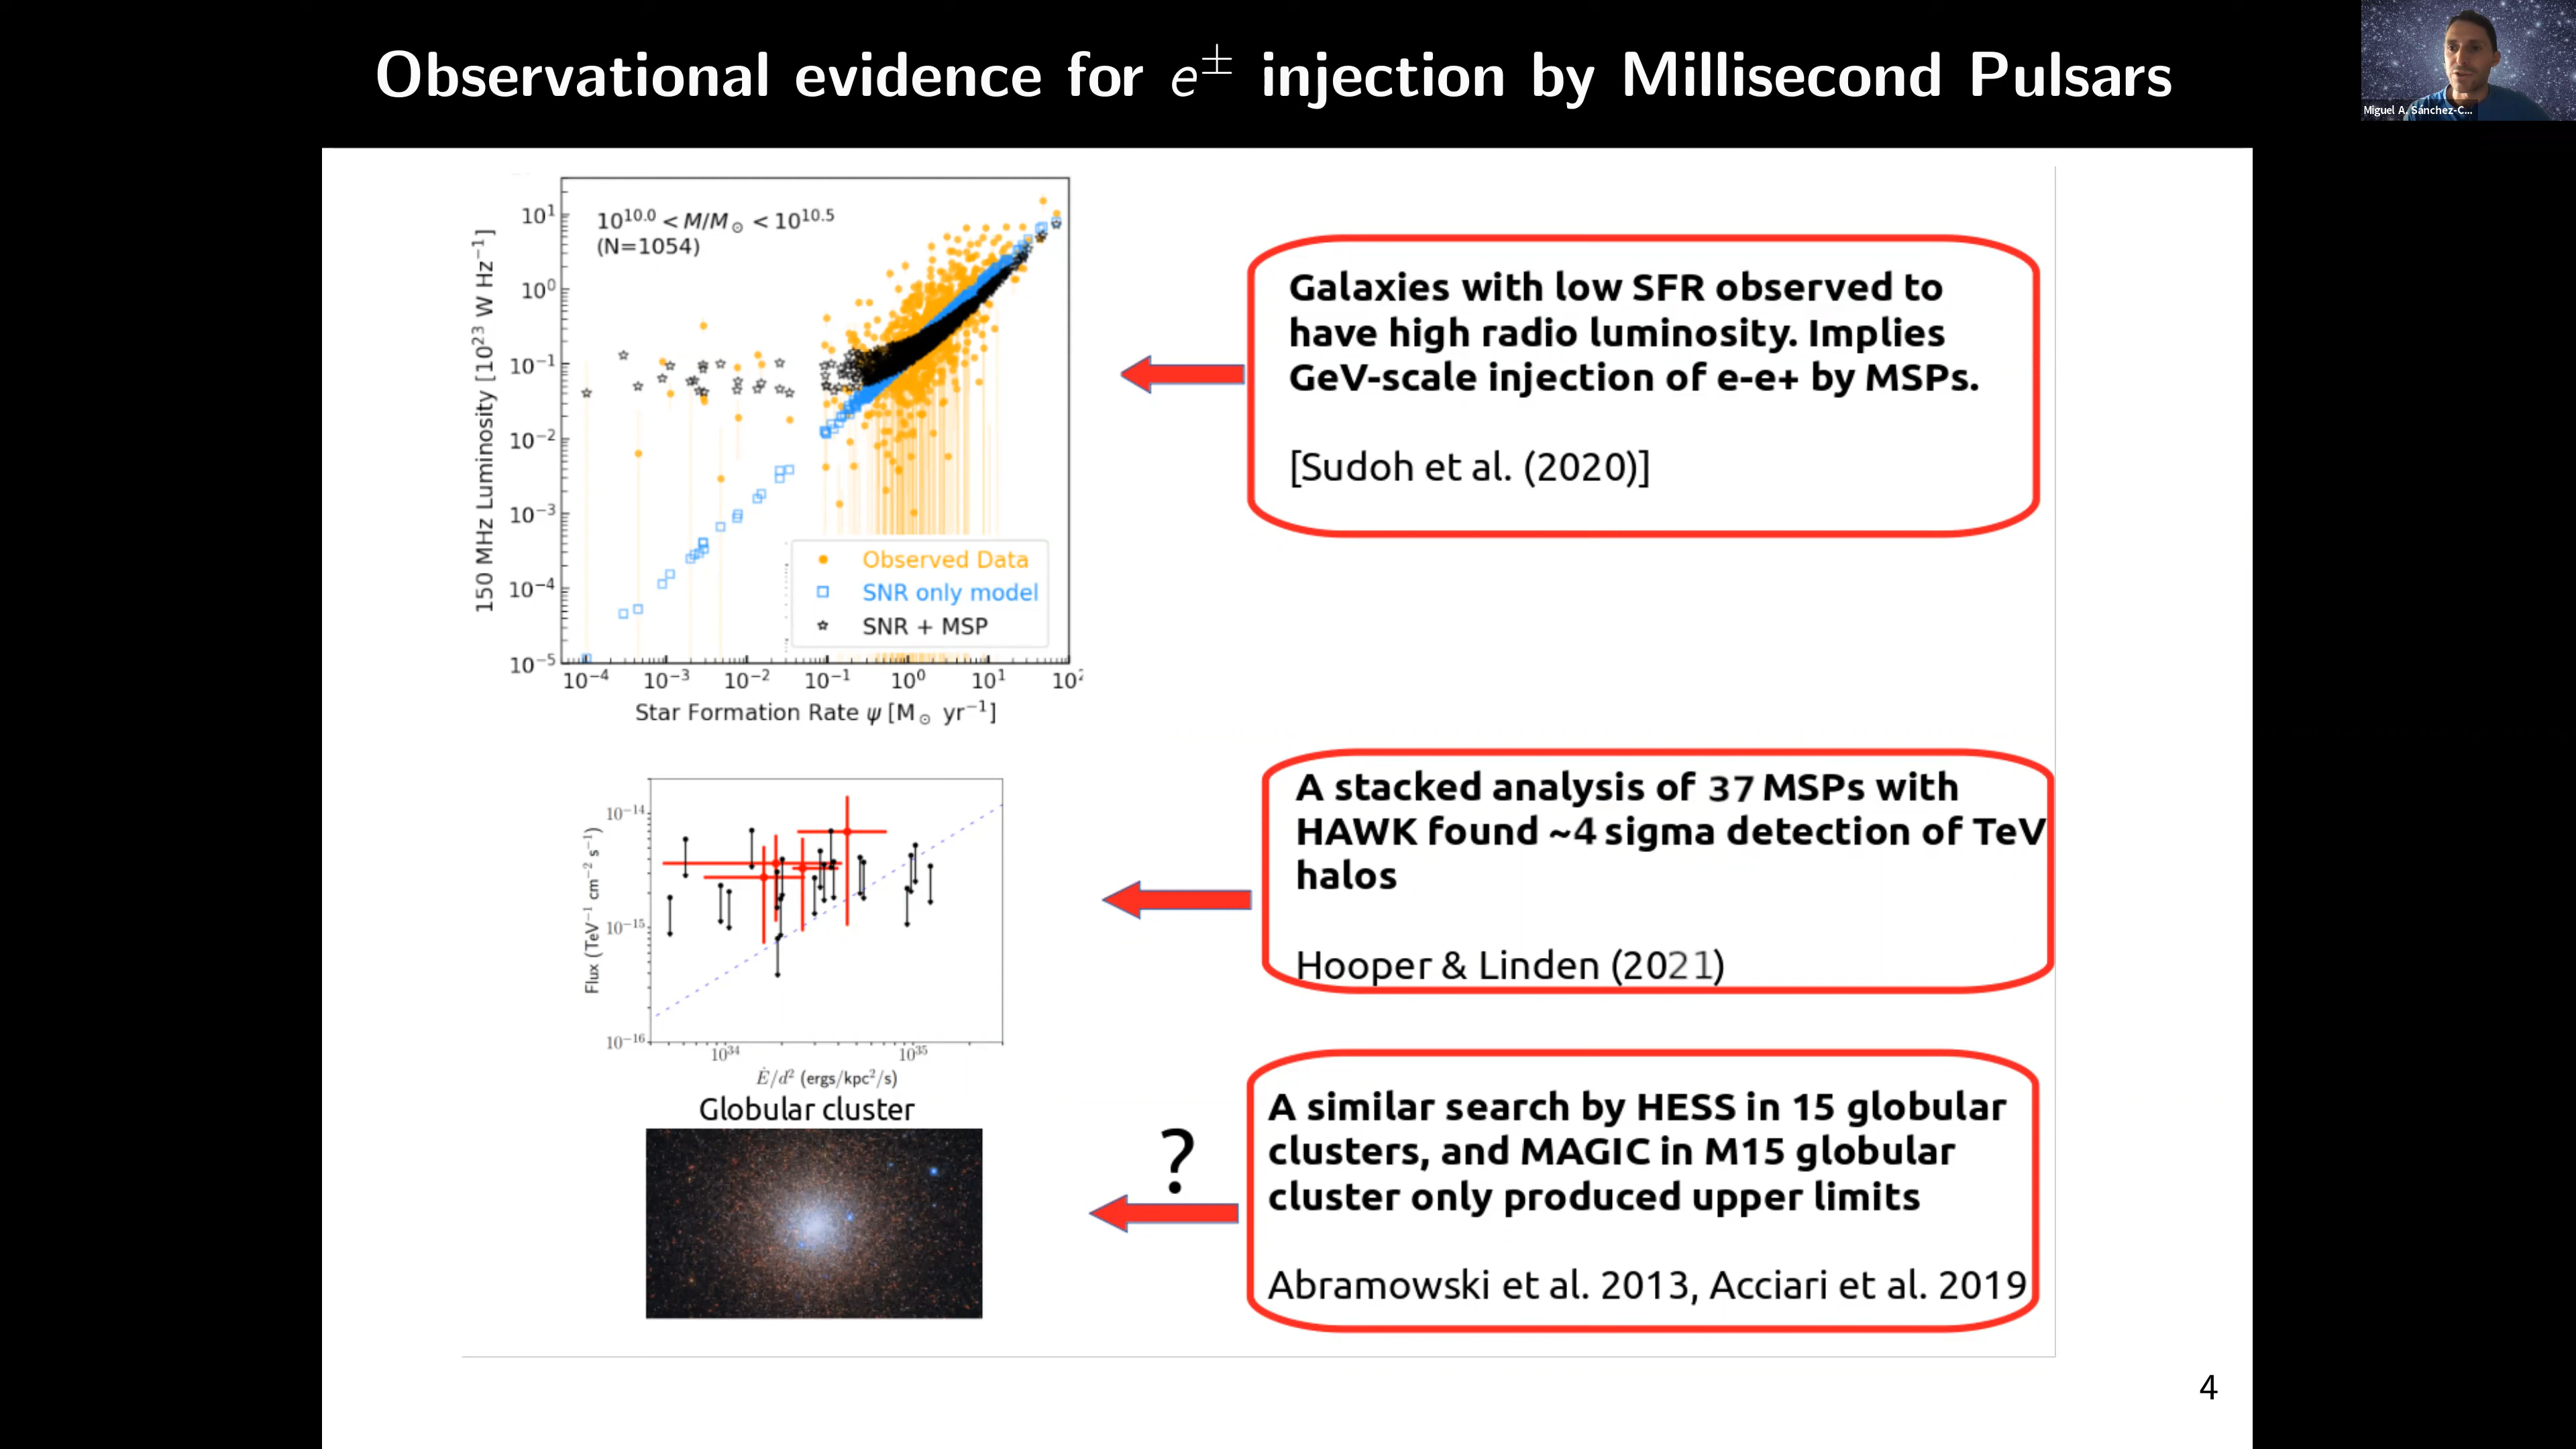 Observational evidence for e± injection by Millisecond Pulsars
Miguel A. Sánchez-C...
10^10.0 < M/M⊙ < 10^10.5
(N=1054)
150 MHz Luminosity [10^23 W Hz^−1]
10^1
10^0
10^−1
10^−2
10^−3
10^−4
10^−5
Observed Data
SNR only model
SNR + MSP
10^−4 10^−3 10^−2 10^−1 10^0 10^1 10^2
Star Formation Rate ψ [M⊙ yr^−1]
Galaxies with low SFR observed to
have high radio luminosity. Implies
GeV-scale injection of e-e+ by MSPs.
[Sudoh et al. (2020)]
Flux (TeV^−1 cm^−2 s^−1)
10^−14
10^−15
10^−16
10^34 10^35
Ė/d^2 (ergs/kpc^2/s)
A stacked analysis of 37 MSPs with
HAWK found ~4 sigma detection of TeV
halos
Hooper & Linden (2021)
Globular cluster
?
A similar search by HESS in 15 globular
clusters, and MAGIC in M15 globular
cluster only produced upper limits
Abramowski et al. 2013, Acciari et al. 2019
4